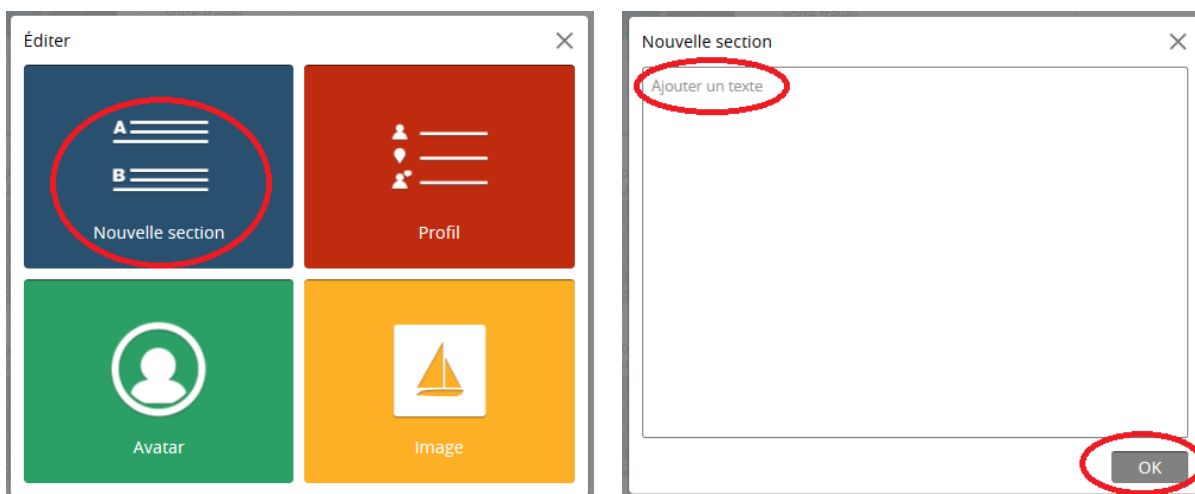 Éditer
A
B
Nouvelle section
Profil
Avatar
Image
Nouvelle section
Ajouter un texte
OK